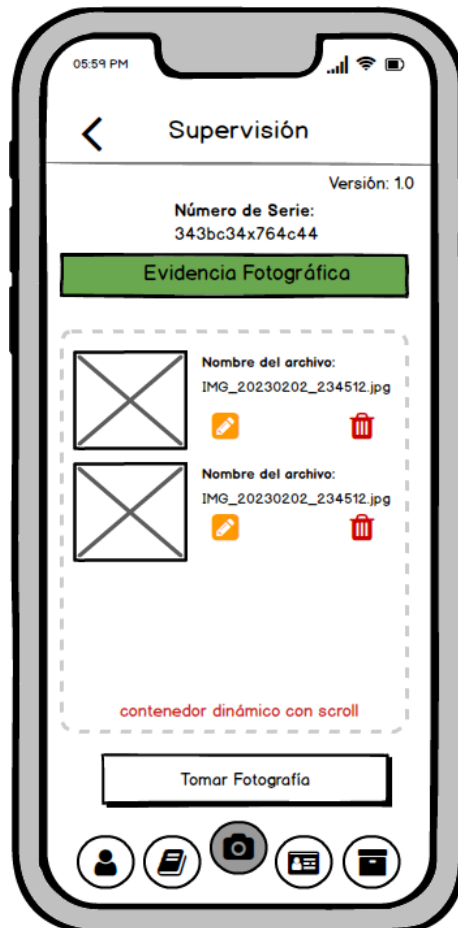 05:59 PM
Supervisión
Versión: 1.0
Número de Serie:
343bc34x764c44
Evidencia Fotográfica
Nombre del archivo:
IMG_20230202_234512.jpg
Nombre del archivo:
IMG_20230202_234512.jpg
contenedor dinámico con scroll
Tomar Fotografía